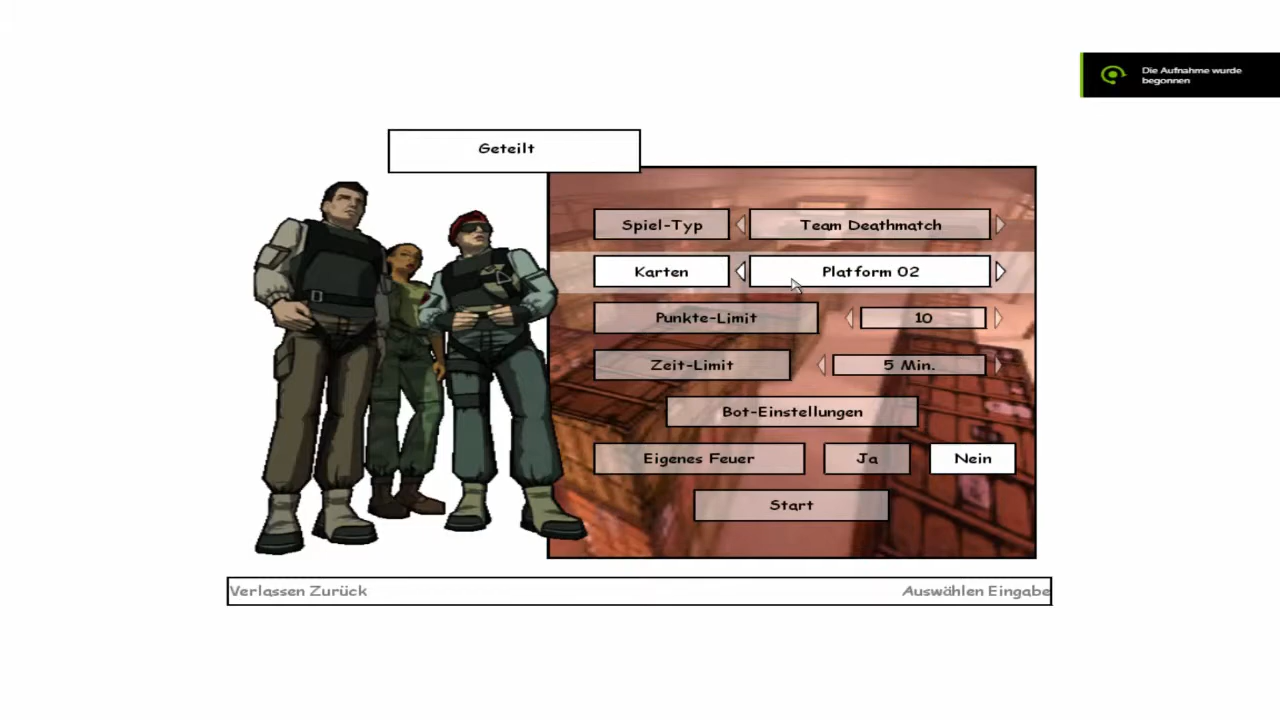 Die Aufnahme wurde
begonnen
Geteilt
Spiel-Typ Team Deathmatch
Karten Platform 02
Punkte-Limit 10
Zeit-Limit 5 Min.
Bot-Einstellungen
Eigenes Feuer Ja Nein
Start
Verlassen Zurück Auswählen Eingabe